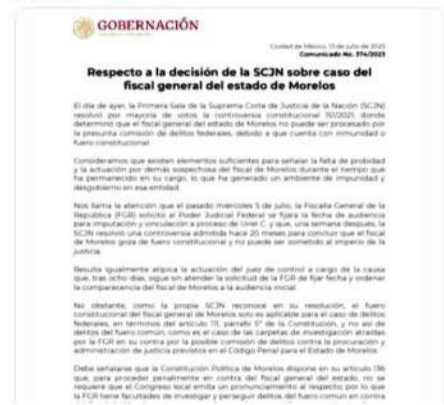 GOBERNACIÓN
Ciudad de México, 13 de julio de 2023
Comunicado No. 374/2023
Respecto a la decisión de la SCJN sobre caso del
fiscal general del estado de Morelos
El día de ayer, la Primera Sala de la Suprema Corte de Justicia de la Nación (SCJN)
resolvió por mayoría de votos la controversia constitucional 151/2021, donde
determinó que el fiscal general del estado de Morelos no puede ser procesado por
la presunta comisión de delitos federales, debido a que cuenta con inmunidad o
fuero constitucional.
Consideramos que existen elementos suficientes para señalar la falta de probidad
y la actuación por demás sospechosa del fiscal de Morelos durante el tiempo que
ha permanecido en su cargo, lo que ha generado un ambiente de impunidad y
desgobierno en esa entidad.
Nos llama la atención que el pasado miércoles 5 de julio, la Fiscalía General de la
República (FGR) solicitó al Poder Judicial Federal se fijara la fecha de audiencia
para imputación y vinculación a proceso de Uriel C. y que, una semana después, la
SCJN resolvió una controversia admitida hace 20 meses para concluir que el fiscal
de Morelos goza de fuero constitucional y no puede ser sometido al imperio de la
justicia.
Resulta igualmente atípica la actuación del juez de control a cargo de la causa
que, tras ocho días, sigue sin atender la solicitud de la FGR de fijar fecha y ordenar
la comparecencia del fiscal de Morelos a la audiencia inicial.
No obstante, como la propia SCJN reconoce en su resolución, el fuero
constitucional del fiscal general de Morelos solo es aplicable para el caso de delitos
federales, en términos del artículo 111, párrafo 5° de la Constitución, y no así de
delitos del fuero común, como es el caso de las carpetas de investigación atraídas
por la FGR en su contra por la posible comisión de delitos contra la procuración y
administración de justicia previstos en el Código Penal para el Estado de Morelos.
Debe señalarse que la Constitución Política de Morelos dispone en su artículo 136
que, para proceder penalmente en contra del fiscal general del estado, no se
requiere que el Congreso local emita un pronunciamiento al respecto; por lo que
la FGR tiene facultades de investigar y perseguir delitos del fuero común en contra